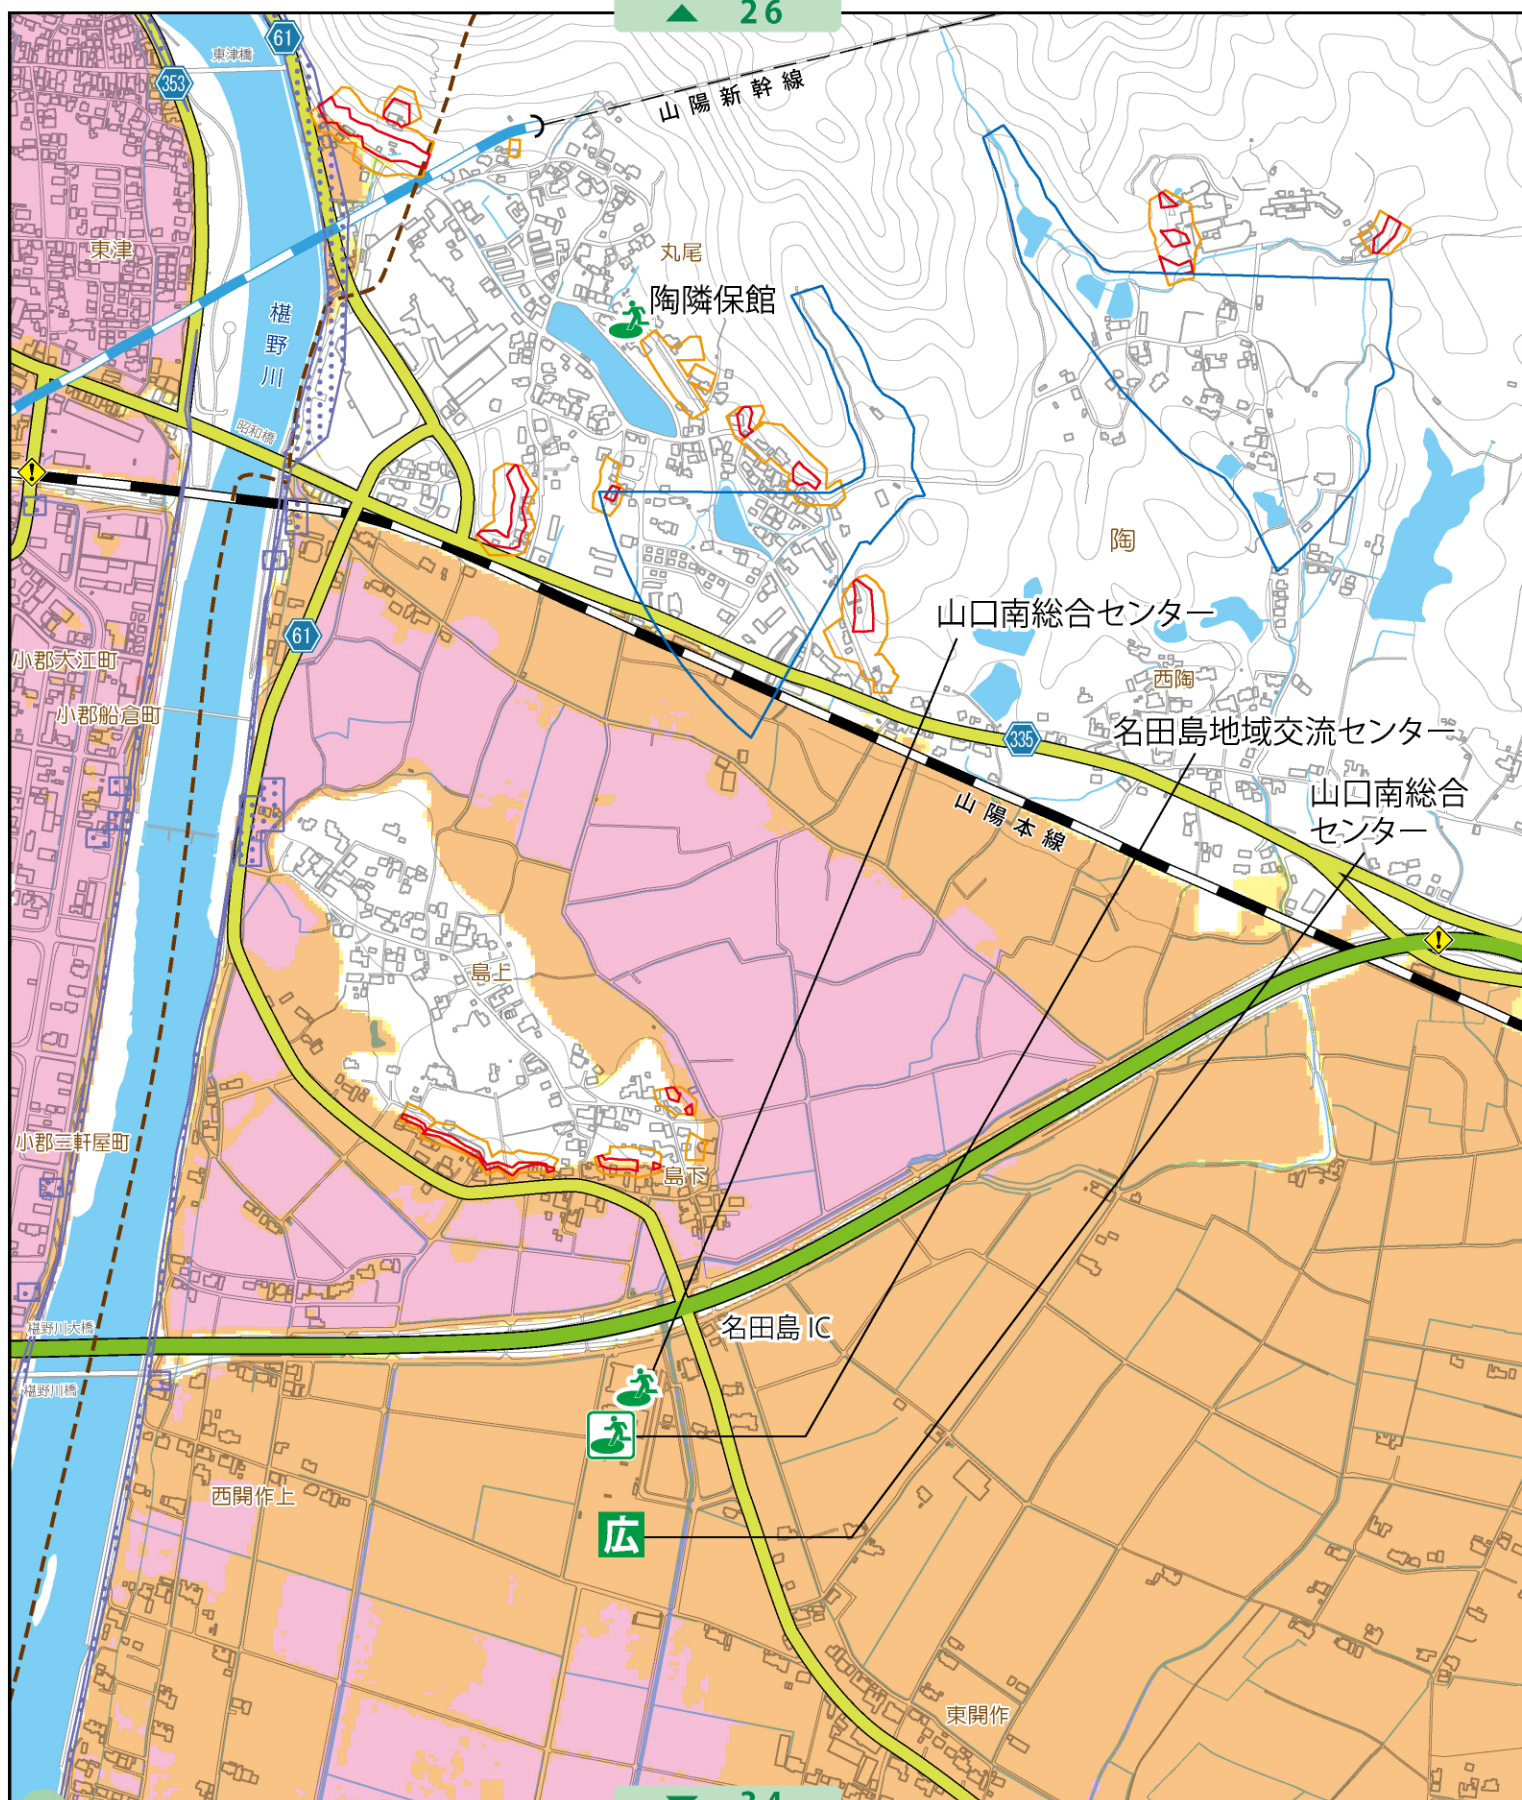 ▲ 26
61
353
東津橋
山陽新幹線
東津
丸尾
陶隣保館
椹野川
昭和橋
!
陶
山口南総合センター
61
小郡大江町
西陶
小郡船倉町
335
名田島地域交流センター
山口南総合
センター
山陽本線
!
島上
小郡三軒屋町
島下
椹野川大橋
名田島 IC
椹野川橋
西開作上
広
東開作
▼ 34